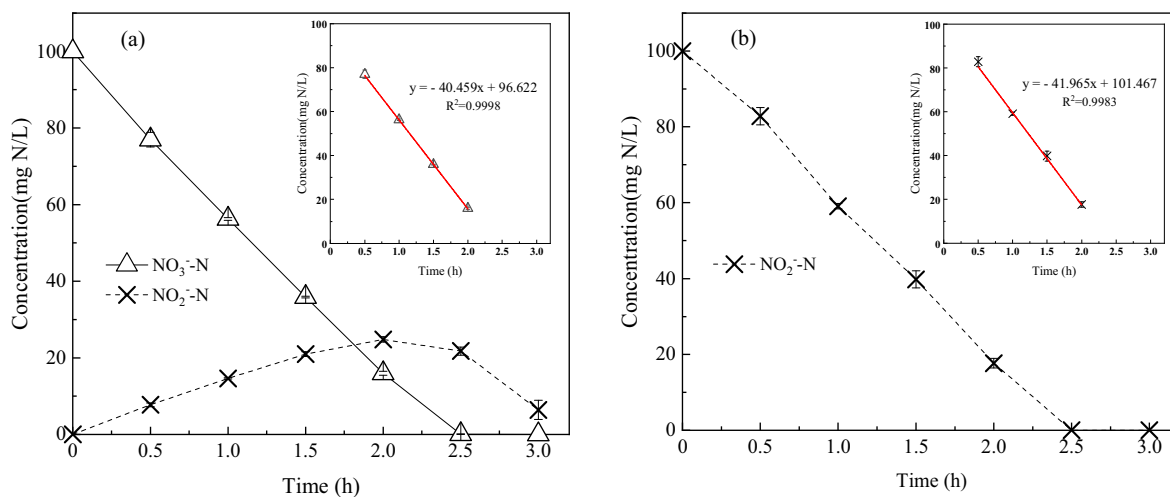 (a)
Concentration(mg N/L)
100
80
60
40
20
0
0 0.5 1.0 1.5 2.0 2.5 3.0
Time (h)
NO₃⁻-N
NO₂⁻-N
Concentration(mg N/L)
100
80
60
40
20
0
0 0.5 1.0 1.5 2.0 2.5 3.0
Time (h)
y = - 40.459x + 96.622
R²=0.9998
(b)
Concentration(mg N/L)
100
80
60
40
20
0
0 0.5 1.0 1.5 2.0 2.5 3.0
Time (h)
NO₂⁻-N
Concentration(mg N/L)
100
80
60
40
20
0
0 0.5 1.0 1.5 2.0 2.5 3.0
Time (h)
y = - 41.965x + 101.467
R²=0.9983